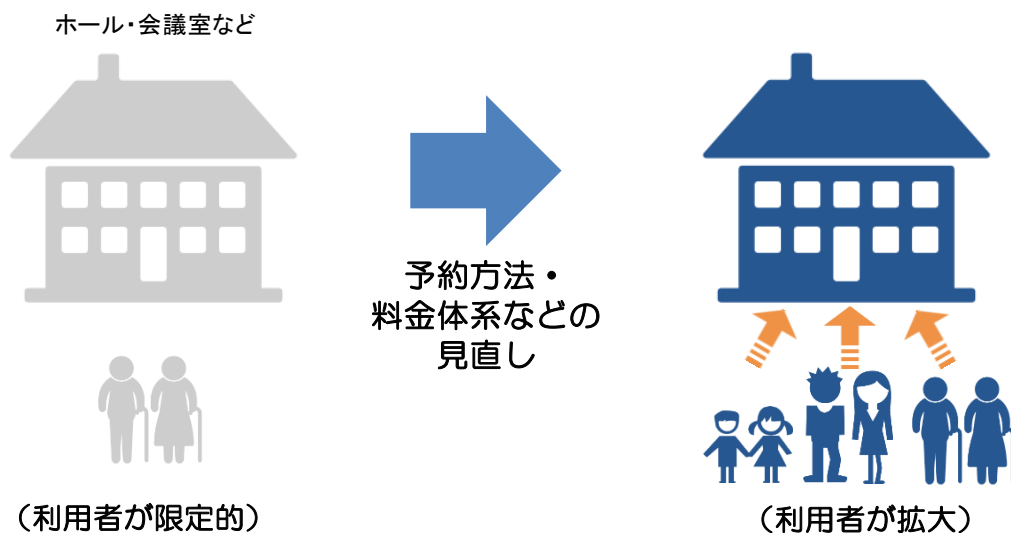 ホール・会議室など
予約方法・
料金体系などの
見直し
（利用者が限定的）
（利用者が拡大）